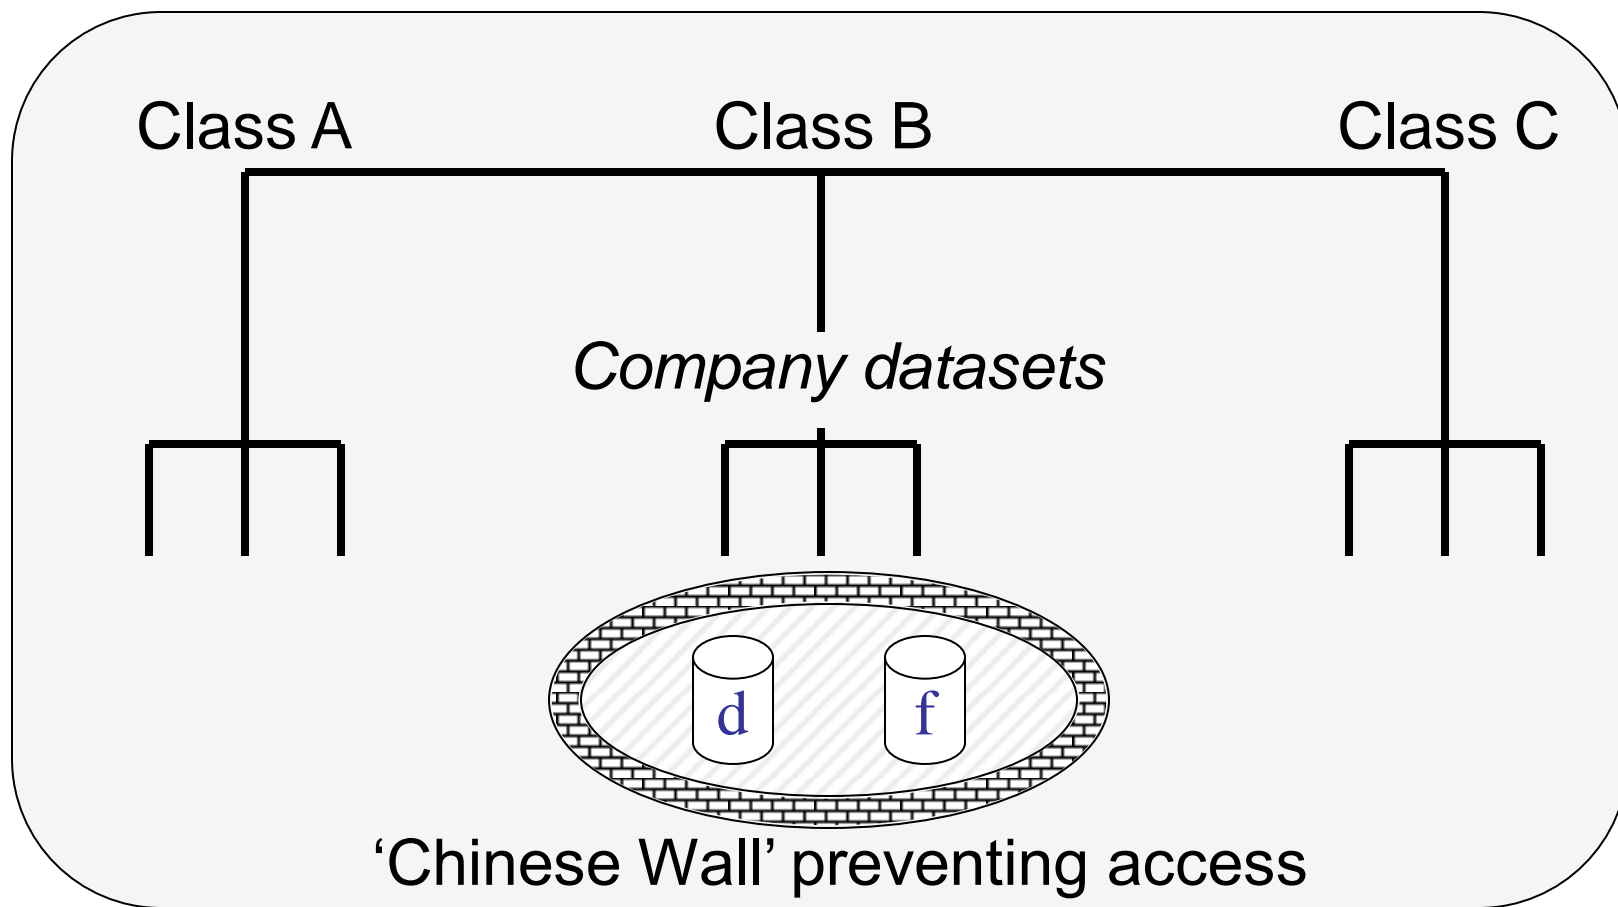 Class A
Class B
Class C
Company datasets
d
f
‘Chinese Wall’ preventing access